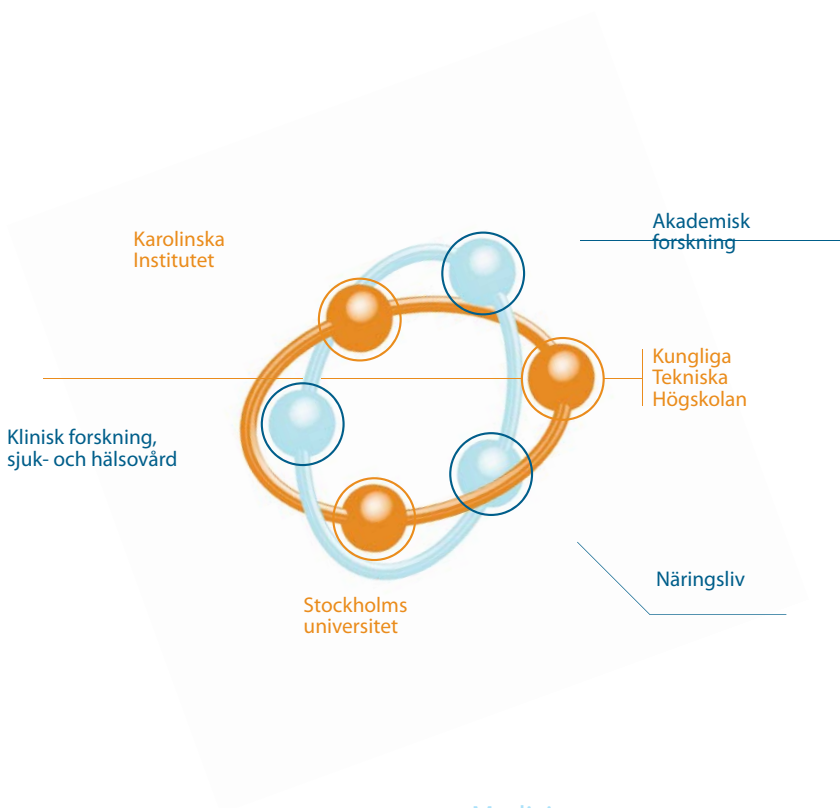 Akademisk
forskning
Karolinska
Institutet
Kungliga
Tekniska
Högskolan
Klinisk forskning,
sjuk- och hälsovård
Näringsliv
Stockholms
universitet